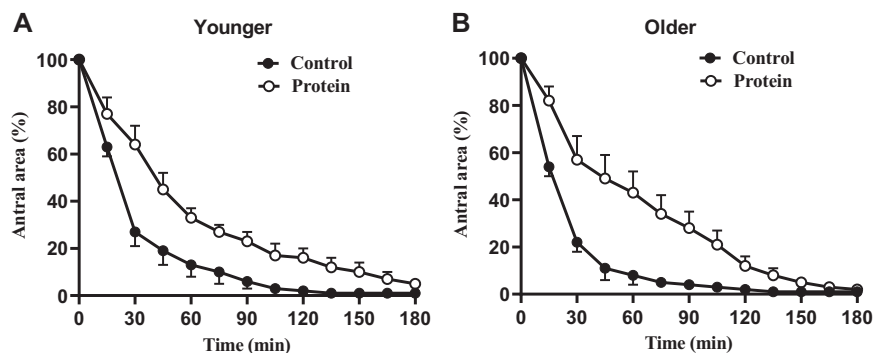 A
Younger
Control
Protein
100
80
60
40
20
0
Antral area (%)
0 30 60 90 120 150 180
Time (min)
B
Older
Control
Protein
100
80
60
40
20
0
Antral area (%)
0 30 60 90 120 150 180
Time (min)